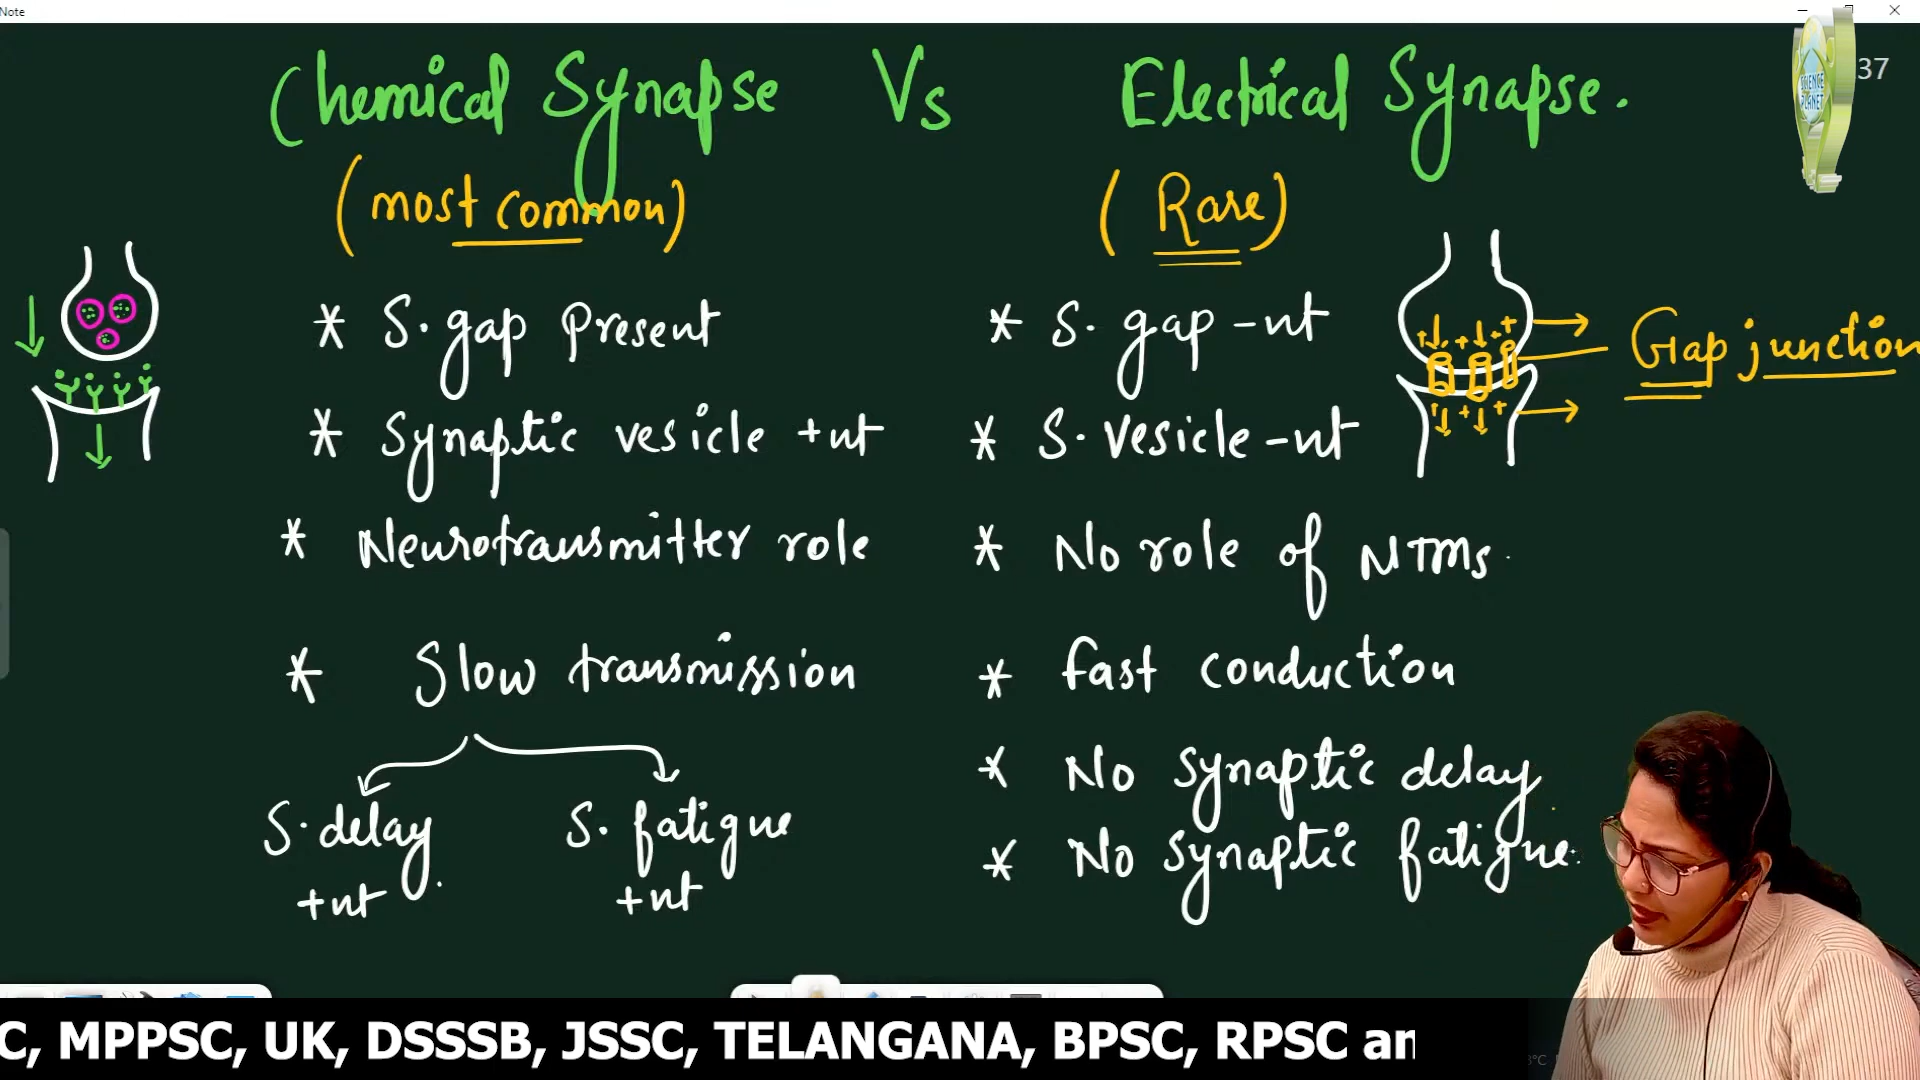 Note
Chemical Synapse Vs Electrical Synapse.
37
SCIENCE PLANET
(most common)
(Rare)
* S. gap present
* S. gap -nt
Gap junction
* Synaptic vesicle +nt
* S. vesicle -nt
* Neurotransmitter role
* No role of NTMs.
* Slow transmission
* fast conduction
S. delay +nt
S. fatigue +nt
* No synaptic delay
* No synaptic fatigue.
C, MPPSC, UK, DSSSB, JSSC, TELANGANA, BPSC, RPSC an